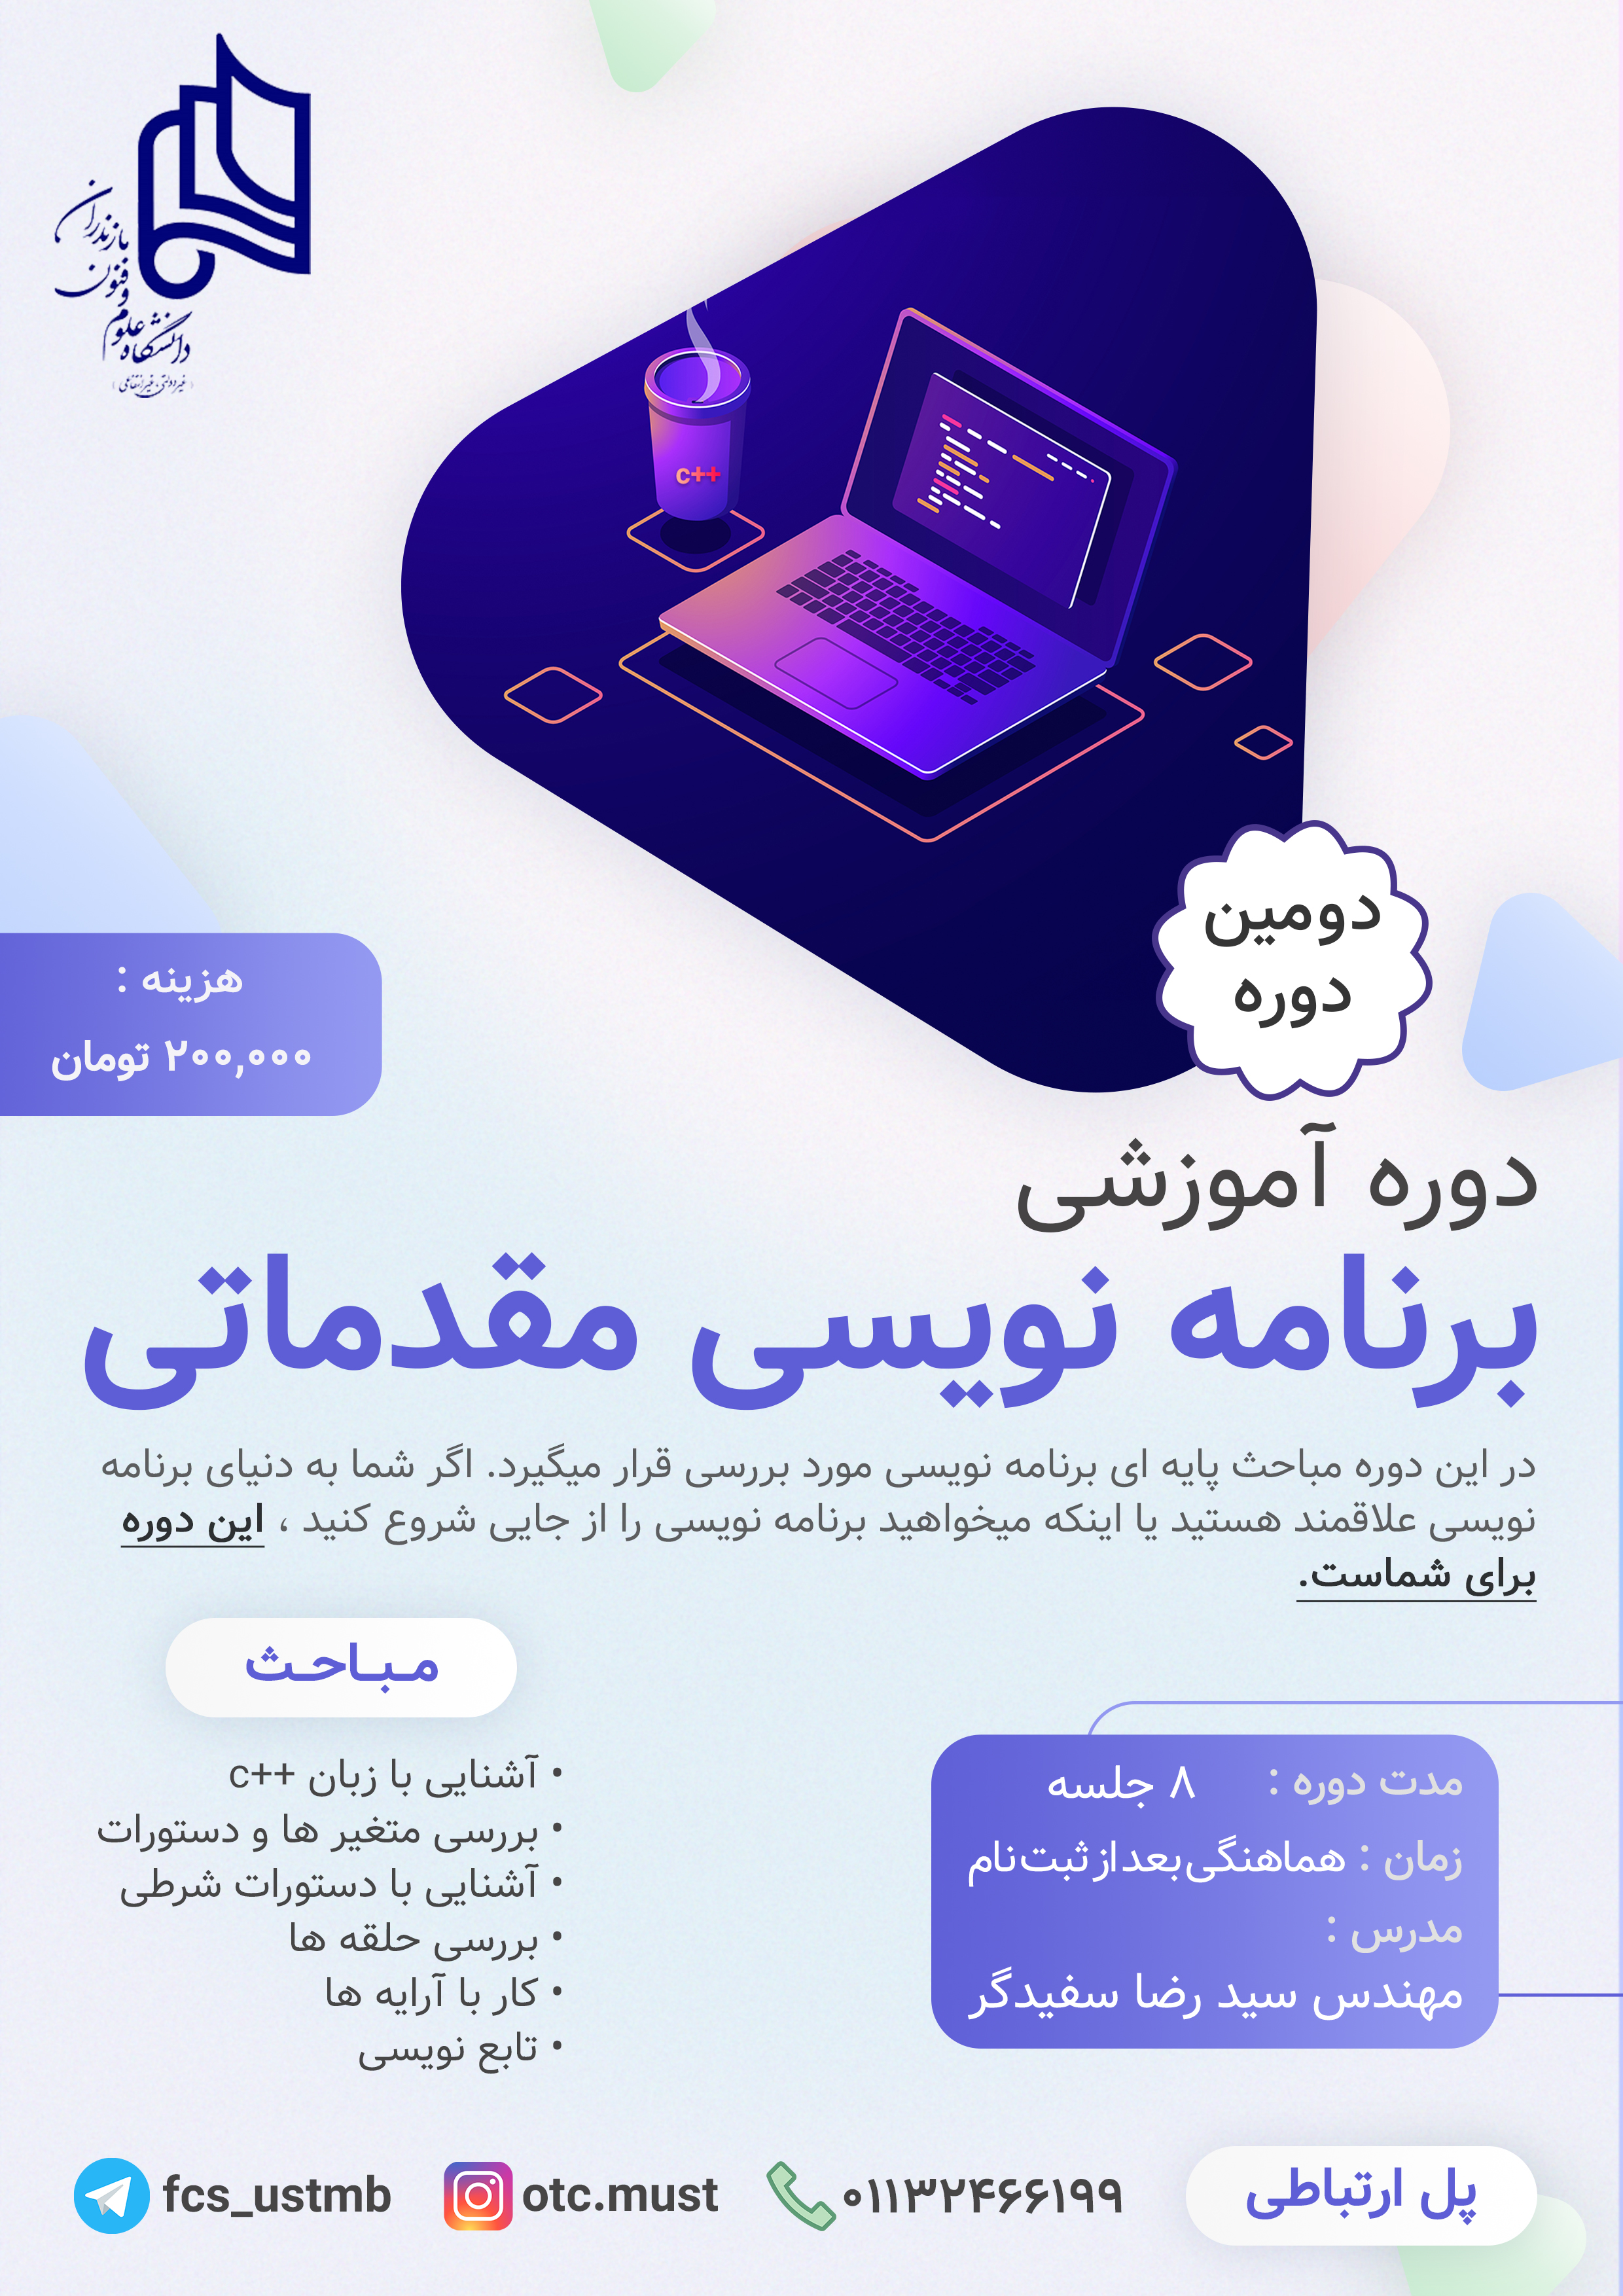 مازندران
و فنون
دانشگاه علوم
(غیردولتی، غیرانتفاعی)
c++
دومین
دوره
هزینه :
۲۰۰,۰۰۰ تومان
دوره آموزشی
برنامه نویسی مقدماتی
در این دوره مباحث پایه ای برنامه نویسی مورد بررسی قرار میگیرد. اگر شما به دنیای برنامه
نویسی علاقمند هستید یا اینکه میخواهید برنامه نویسی را از جایی شروع کنید ، این دوره
برای شماست.
مدت دوره : ۸ جلسه
زمان : هماهنگی بعد از ثبت نام
مدرس :
مهندس سید رضا سفیدگر
مـبـاحـث
• آشنایی با زبان c++
• بررسی متغیر ها و دستورات
• آشنایی با دستورات شرطی
• بررسی حلقه ها
• کار با آرایه ها
• تابع نویسی
پل ارتباطی
۰۱۱۳۲۴۶۶۱۹۹
otc.must
fcs_ustmb